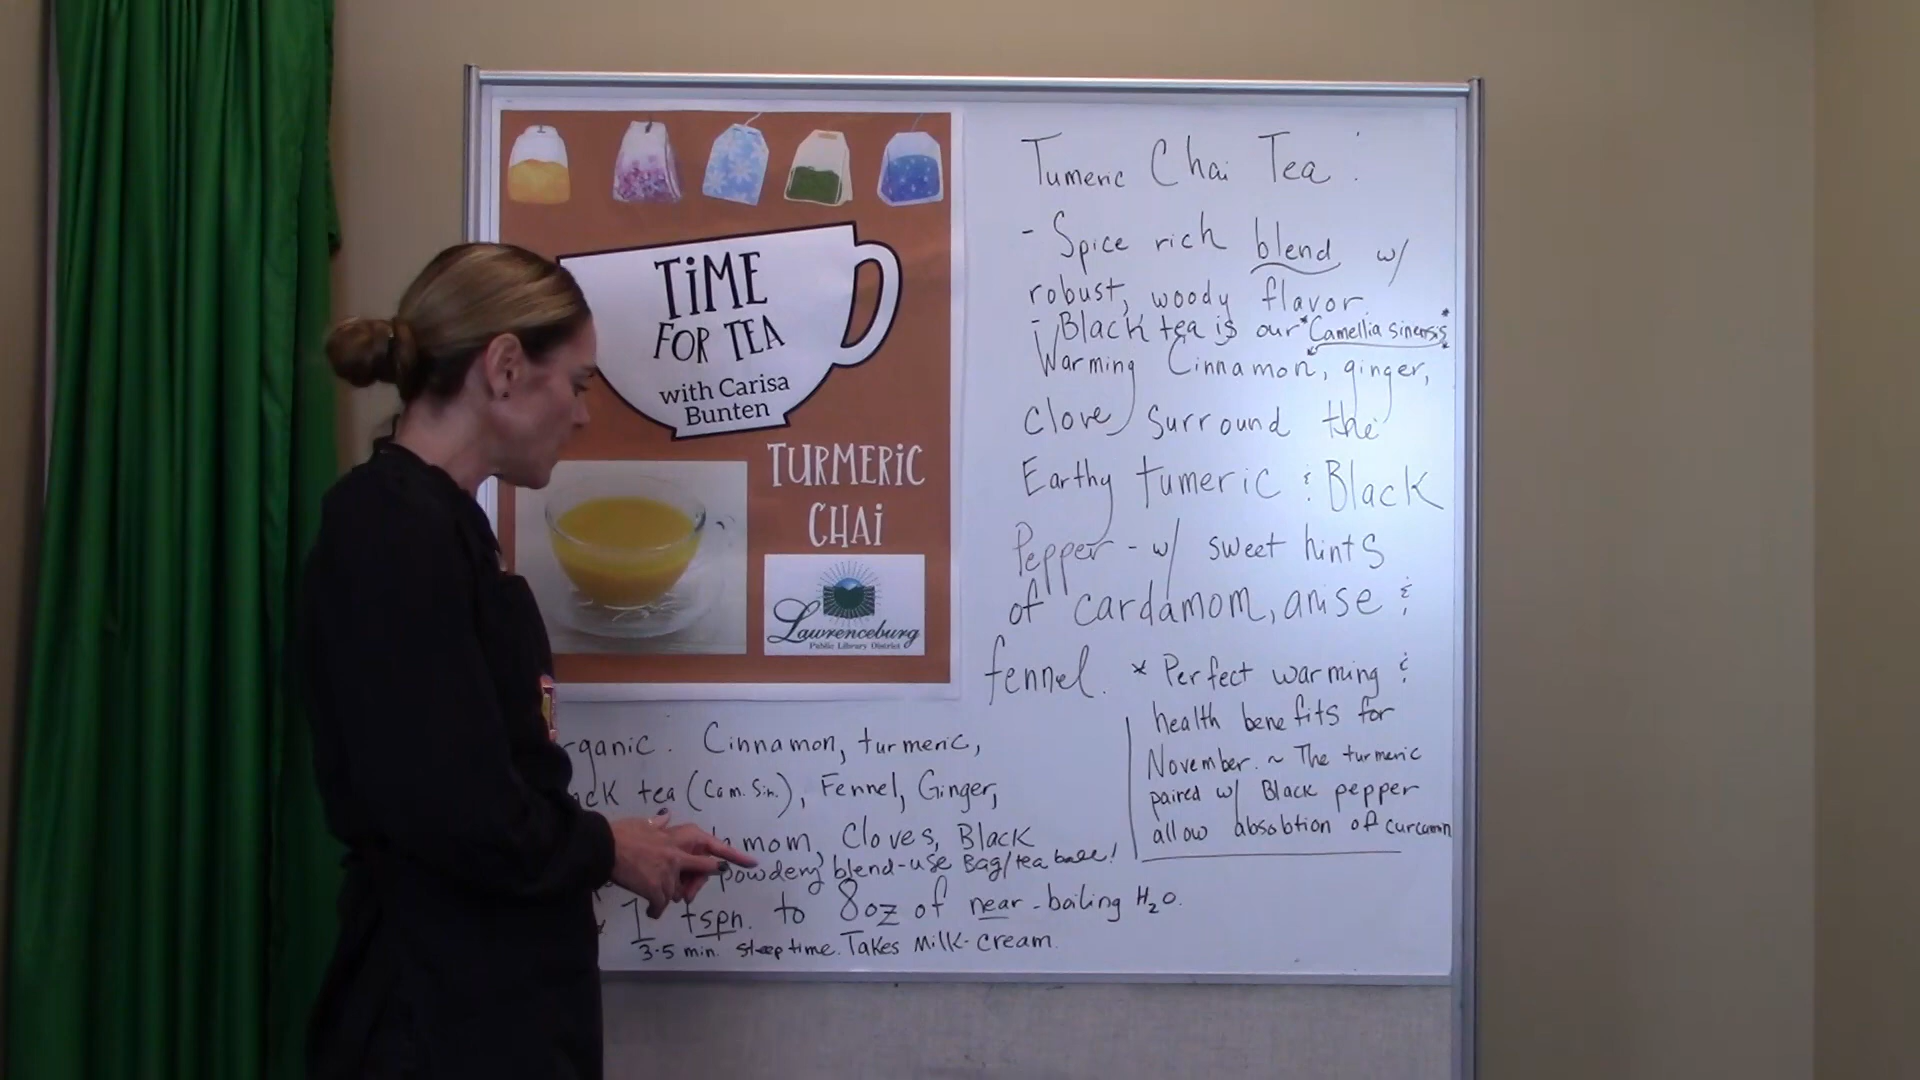 TiME
FOR TEA
with Carisa
Bunten
TURMERiC
CHAi
Lawrenceburg
Public Library District
Tumeric Chai Tea :
- Spice rich blend w/
robust, woody flavor.
- Black tea is our *Camellia sinensis*
Warming Cinnamon, ginger,
clove surround the
Earthy tumeric & Black
Pepper - w/ sweet hints
of cardamom, anise &
fennel. * Perfect warming &
health benefits for
November. ~ The turmeric
paired w/ Black pepper
allow absobtion of curcumn
rganic : Cinnamon, turmeric,
ck tea (Cam. Sin.), Fennel, Ginger,
mom, Cloves, Black
powdery blend - use Bag/tea !
1 tspn. to 8oz of near - boiling H2O.
3-5 min. steep time. Takes Milk - cream.